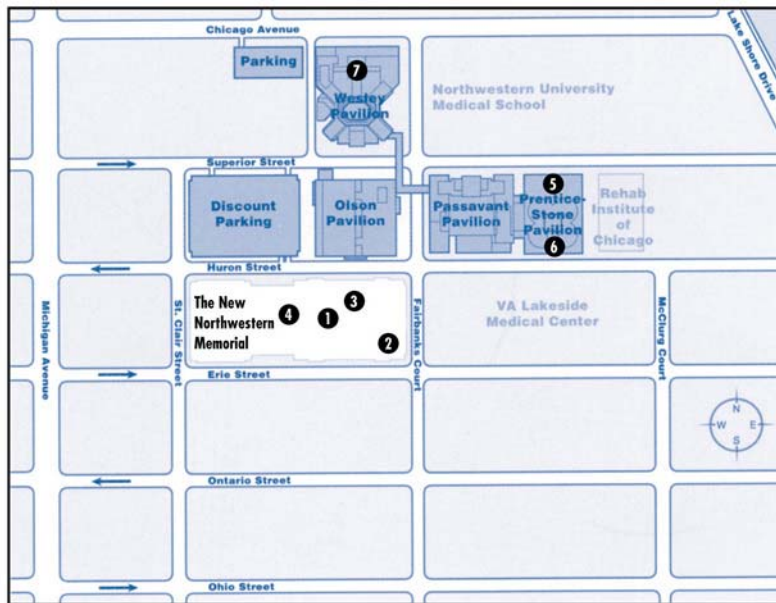 Chicago Avenue
Parking
7
Wesley
Pavilion
Northwestern University
Medical School
Lake Shore Drive
Superior Street
Discount
Parking
Olson
Pavilion
Passavant
Pavilion
5
Prentice-
Stone
Pavilion
6
Rehab
Institute
of
Chicago
Huron Street
The New
Northwestern
Memorial
4
1
3
2
VA Lakeside
Medical Center
Michigan Avenue
St. Clair Street
Fairbanks Court
McClurg Court
Erie Street
N
W E
S
Ontario Street
Ohio Street